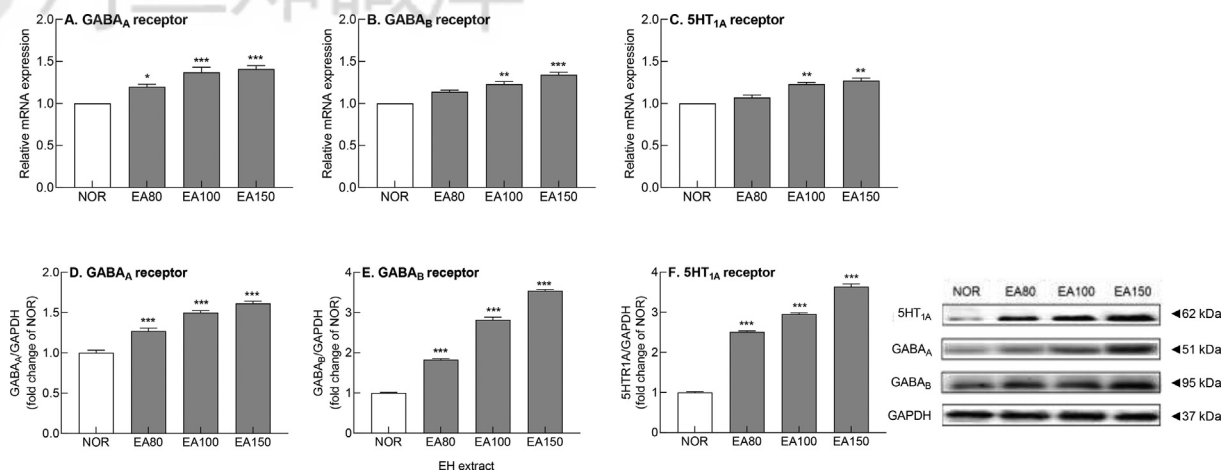 A. GABAA receptor
Relative mRNA expression
2.0
1.5
1.0
0.5
0.0
*
***
***
NOR EA80 EA100 EA150
B. GABAB receptor
Relative mRNA expression
2.0
1.5
1.0
0.5
0.0
**
***
NOR EA80 EA100 EA150
C. 5HT1A receptor
Relative mRNA expression
2.0
1.5
1.0
0.5
0.0
**
**
NOR EA80 EA100 EA150
D. GABAA receptor
GABAA/GAPDH
(fold change of NOR)
2.0
1.5
1.0
0.5
0.0
***
***
***
NOR EA80 EA100 EA150
E. GABAB receptor
GABAB/GAPDH
(fold change of NOR)
4
3
2
1
0
***
***
***
NOR EA80 EA100 EA150
EH extract
F. 5HT1A receptor
5HTR1A/GAPDH
(fold change of NOR)
4
3
2
1
0
***
***
***
NOR EA80 EA100 EA150
NOR EA80 EA100 EA150
5HT1A ◄62 kDa
GABAA ◄51 kDa
GABAB ◄95 kDa
GAPDH ◄37 kDa